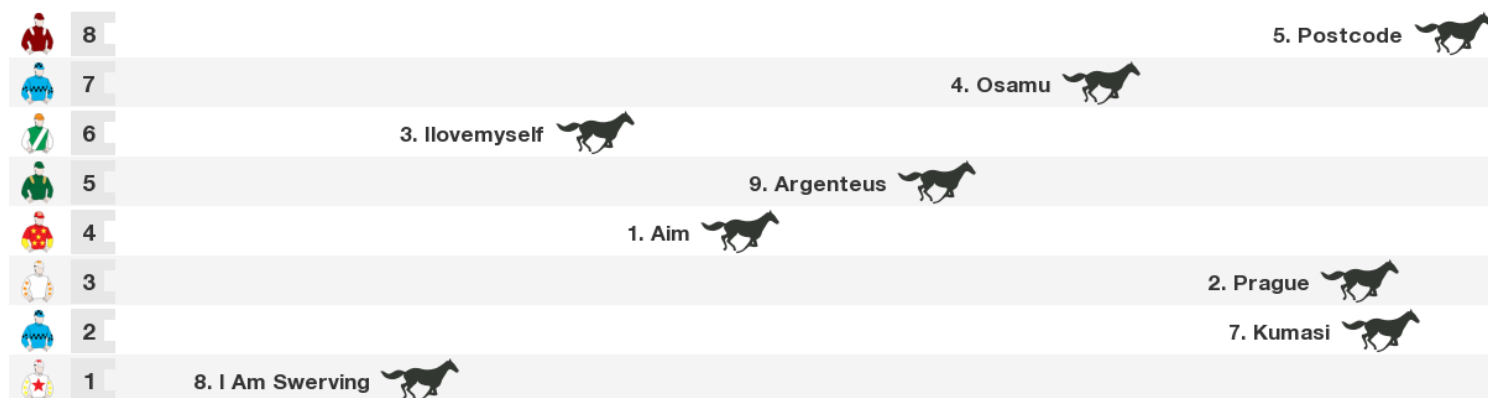 8 5. Postcode
7 4. Osamu
6 3. Ilovemyself
5 9. Argenteus
4 1. Aim
3 2. Prague
2 7. Kumasi
1 8. I Am Swerving